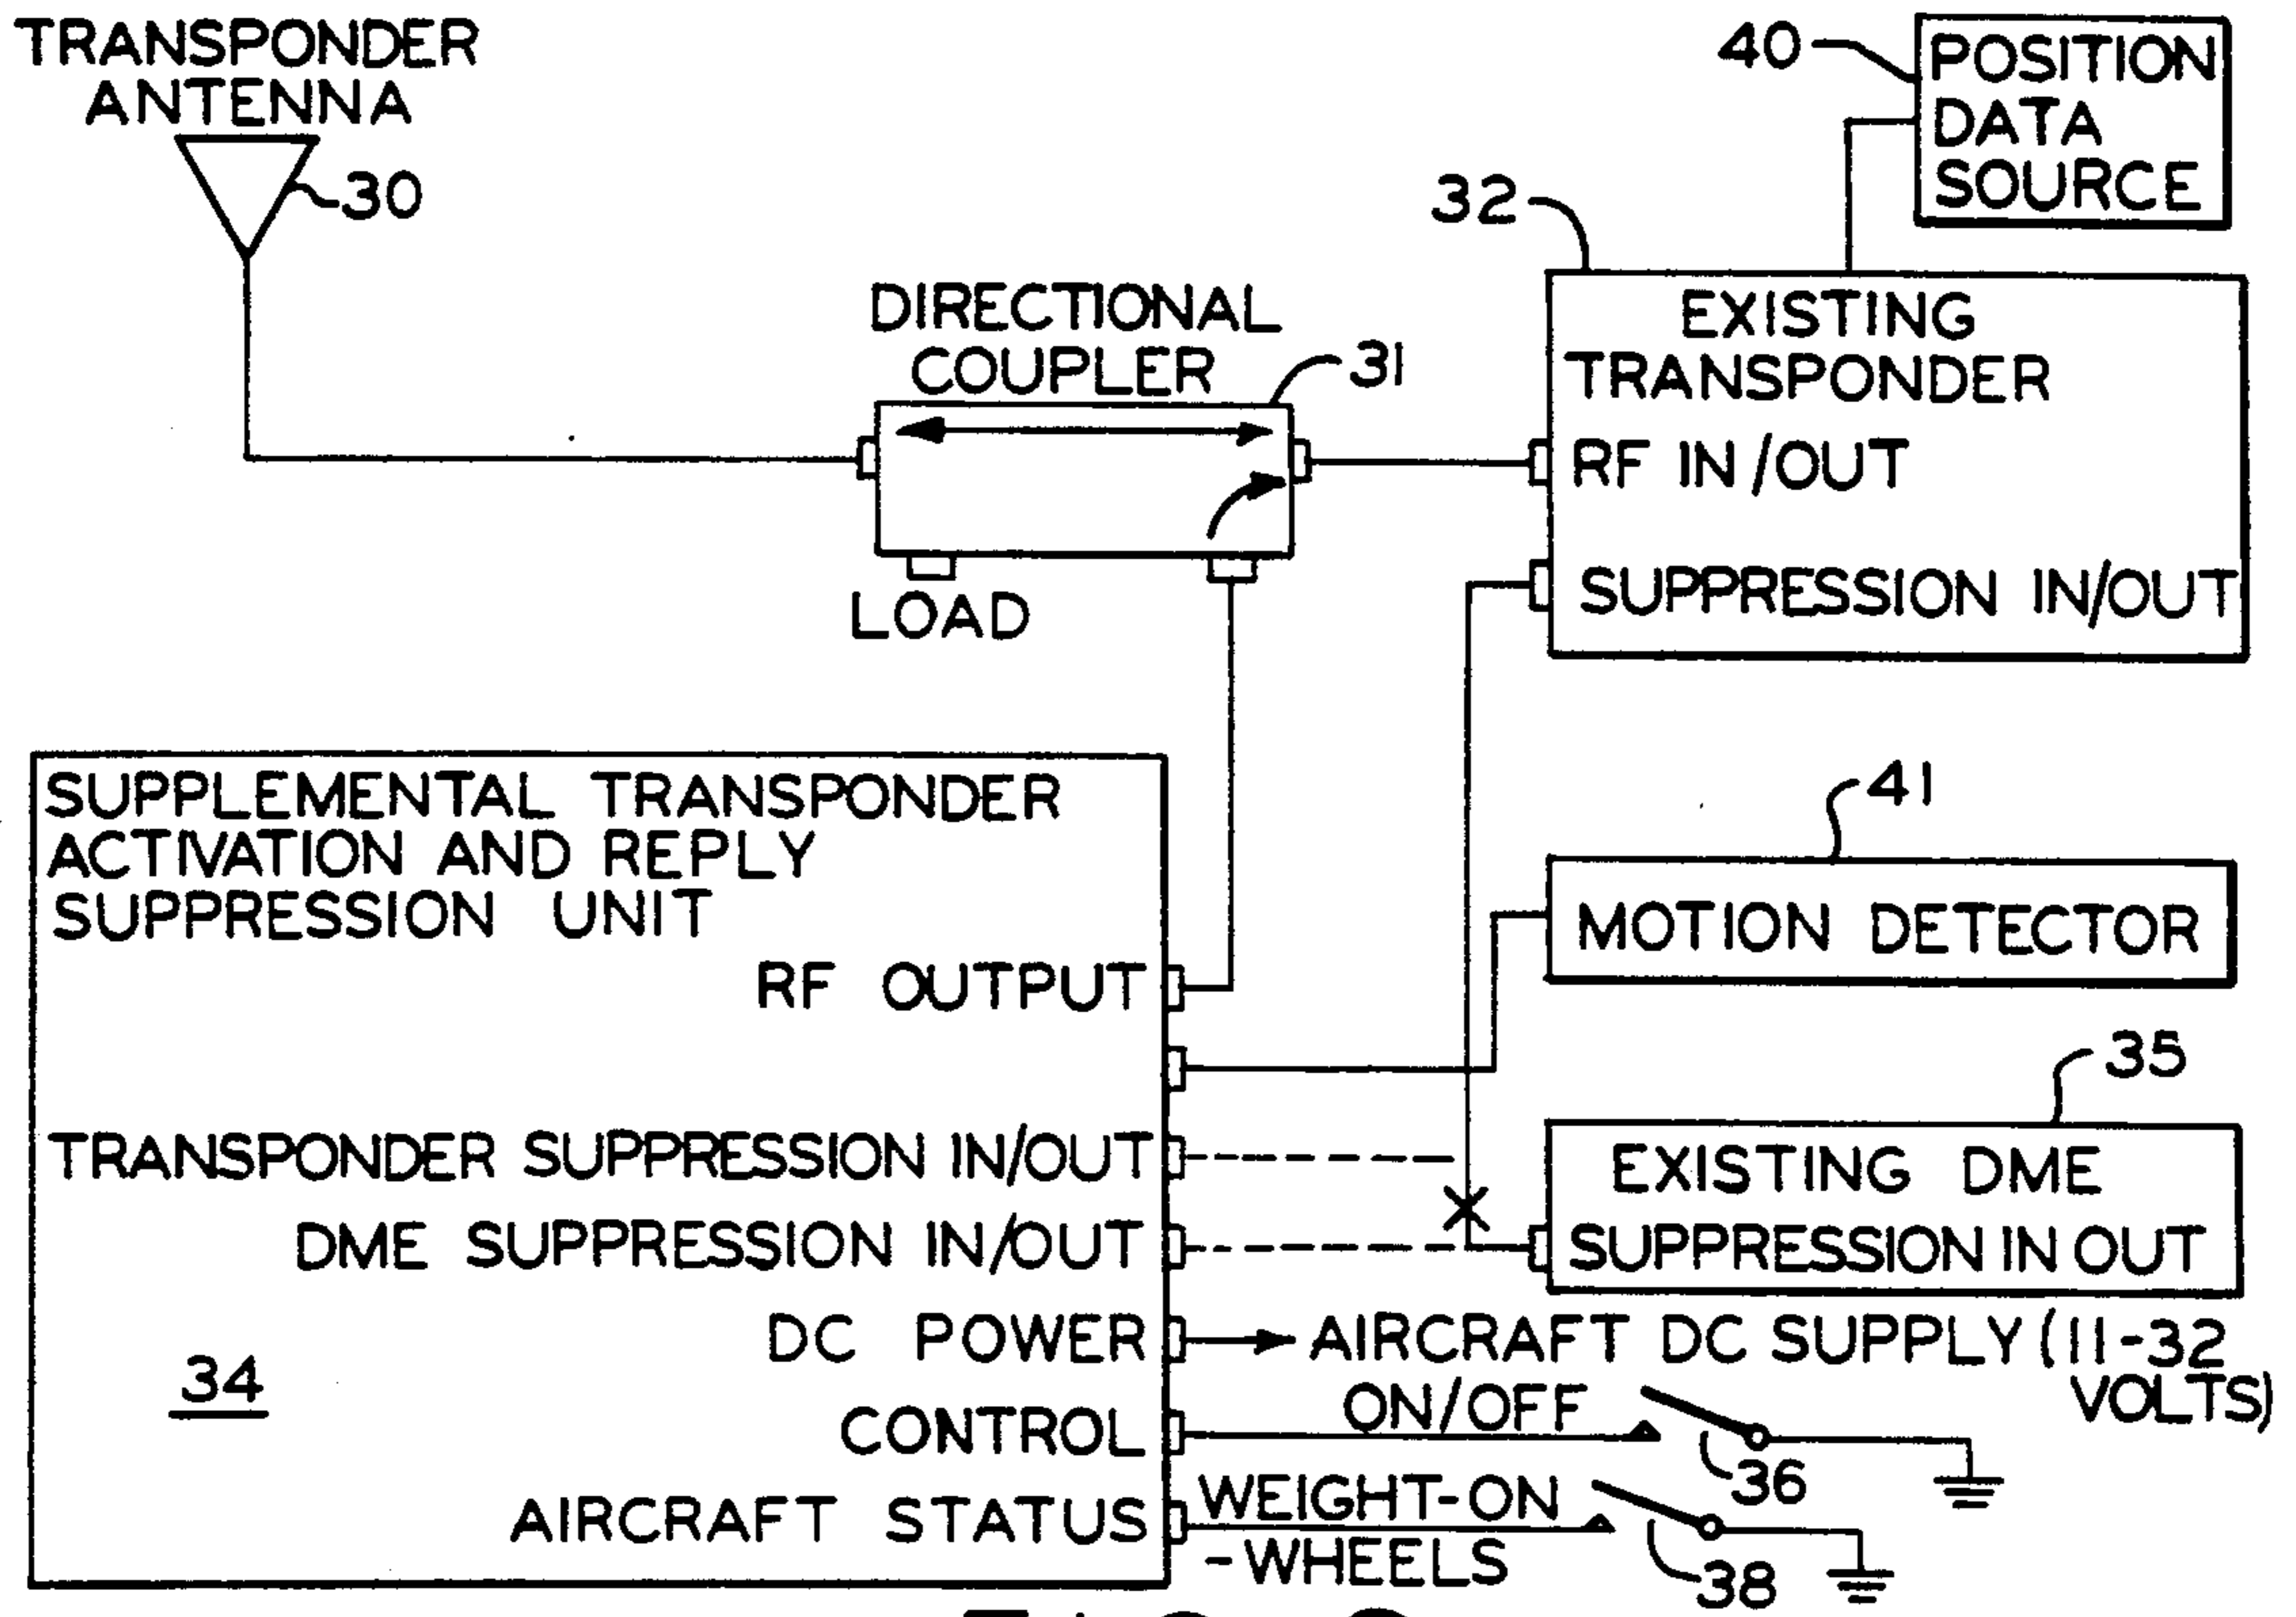 TRANSPONDER
ANTENNA
30
40
POSITION
DATA
SOURCE
32
DIRECTIONAL
COUPLER
31
LOAD
EXISTING
TRANSPONDER
RF IN/OUT
SUPPRESSION IN/OUT
SUPPLEMENTAL TRANSPONDER
ACTIVATION AND REPLY
SUPPRESSION UNIT
RF OUTPUT
TRANSPONDER SUPPRESSION IN/OUT
DME SUPPRESSION IN/OUT
DC POWER
34
CONTROL
AIRCRAFT STATUS
41
MOTION DETECTOR
35
EXISTING DME
SUPPRESSION IN OUT
AIRCRAFT DC SUPPLY (11-32
VOLTS)
ON/OFF
36
WEIGHT-ON
-WHEELS
38